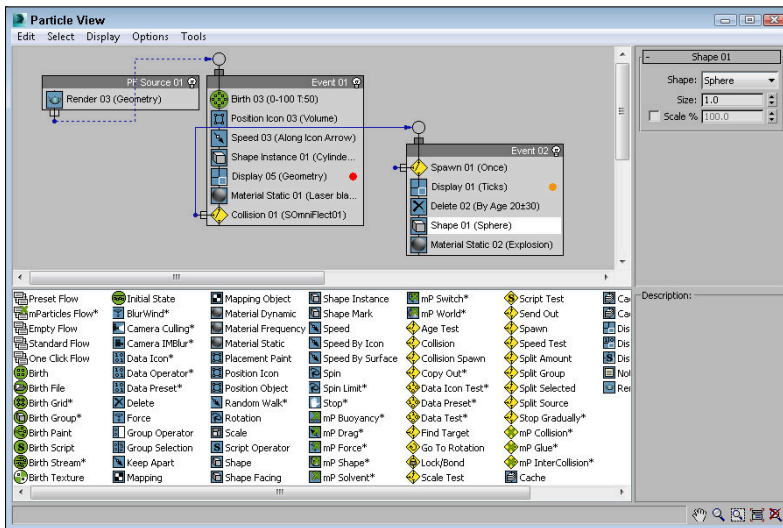 Particle View
Edit Select Display Options Tools
PF Source 01
Render 03 (Geometry)
Event 01
Birth 03 (0-100 T:50)
Position Icon 03 (Volume)
Speed 03 (Along Icon Arrow)
Shape Instance 01 (Cylinde...
Display 05 (Geometry)
Material Static 01 (Laser bla...
Collision 01 (SOmniFlect01)
Event 02
Spawn 01 (Once)
Display 01 (Ticks)
Delete 02 (By Age 20±30)
Shape 01 (Sphere)
Material Static 02 (Explosion)
- Shape 01
Shape: Sphere
Size: 1.0
Scale % 100.0
Description:
Preset Flow
mParticles Flow*
Empty Flow
Standard Flow
One Click Flow
Birth
Birth File
Birth Grid*
Birth Group*
Birth Paint
Birth Script
Birth Stream*
Birth Texture
Initial State
BlurWind*
Camera Culling*
Camera IMBlur*
Data Icon*
Data Operator*
Data Preset*
Delete
Force
Group Operator
Group Selection
Keep Apart
Mapping
Mapping Object
Material Dynamic
Material Frequency
Material Static
Placement Paint
Position Icon
Position Object
Random Walk*
Rotation
Scale
Script Operator
Shape
Shape Facing
Shape Instance
Shape Mark
Speed
Speed By Icon
Speed By Surface
Spin
Spin Limit*
Stop*
mP Buoyancy*
mP Drag*
mP Force*
mP Shape*
mP Solvent*
mP Switch*
mP World*
Age Test
Collision
Collision Spawn
Copy Out*
Data Icon Test*
Data Preset*
Data Test*
Find Target
Go To Rotation
Lock/Bond
Scale Test
Script Test
Send Out
Spawn
Speed Test
Split Amount
Split Group
Split Selected
Split Source
Stop Gradually*
mP Collision*
mP Glue*
mP InterCollision*
Cache
Cac
Cac
Dis
Dis
Dis
Not
Rer